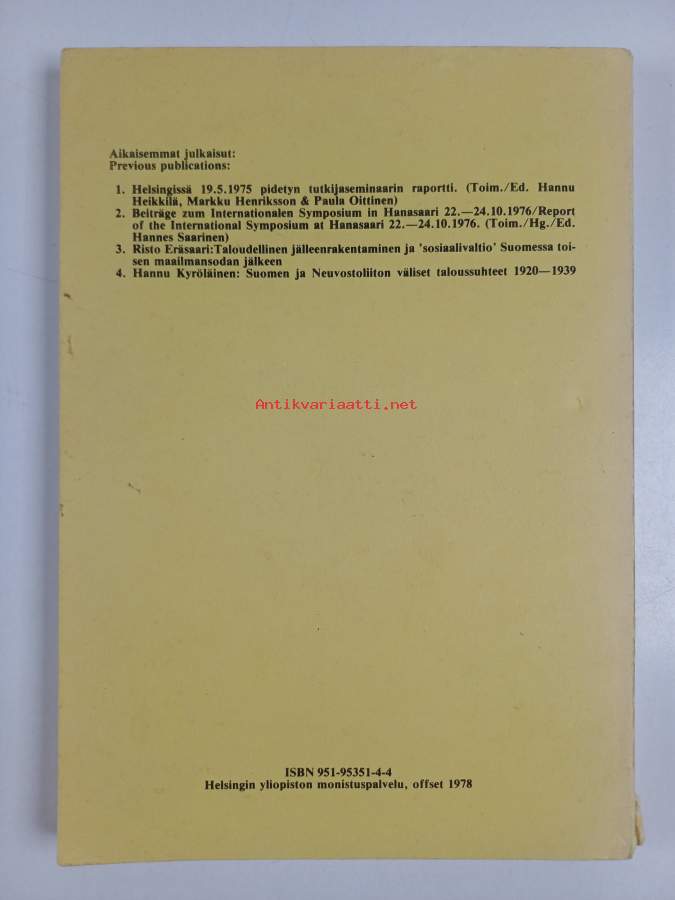 Aikaisemmat julkaisut:
Previous publications:
1. Helsingissä 19.5.1975 pidetyn tutkijaseminaarin raportti. (Toim./Ed. Hannu
Heikkilä, Markku Henriksson & Paula Oittinen)
2. Beiträge zum Internationalen Symposium in Hanasaari 22.—24.10.1976/Report
of the International Symposium at Hanasaari 22.—24.10.1976. (Toim./Hg./Ed.
Hannes Saarinen)
3. Risto Eräsaari:Taloudellinen jälleenrakentaminen ja 'sosiaalivaltio' Suomessa toi-
sen maailmansodan jälkeen
4. Hannu Kyröläinen: Suomen ja Neuvostoliiton väliset taloussuhteet 1920—1939
Antikvariaatti.net
ISBN 951-95351-4-4
Helsingin yliopiston monistuspalvelu, offset 1978